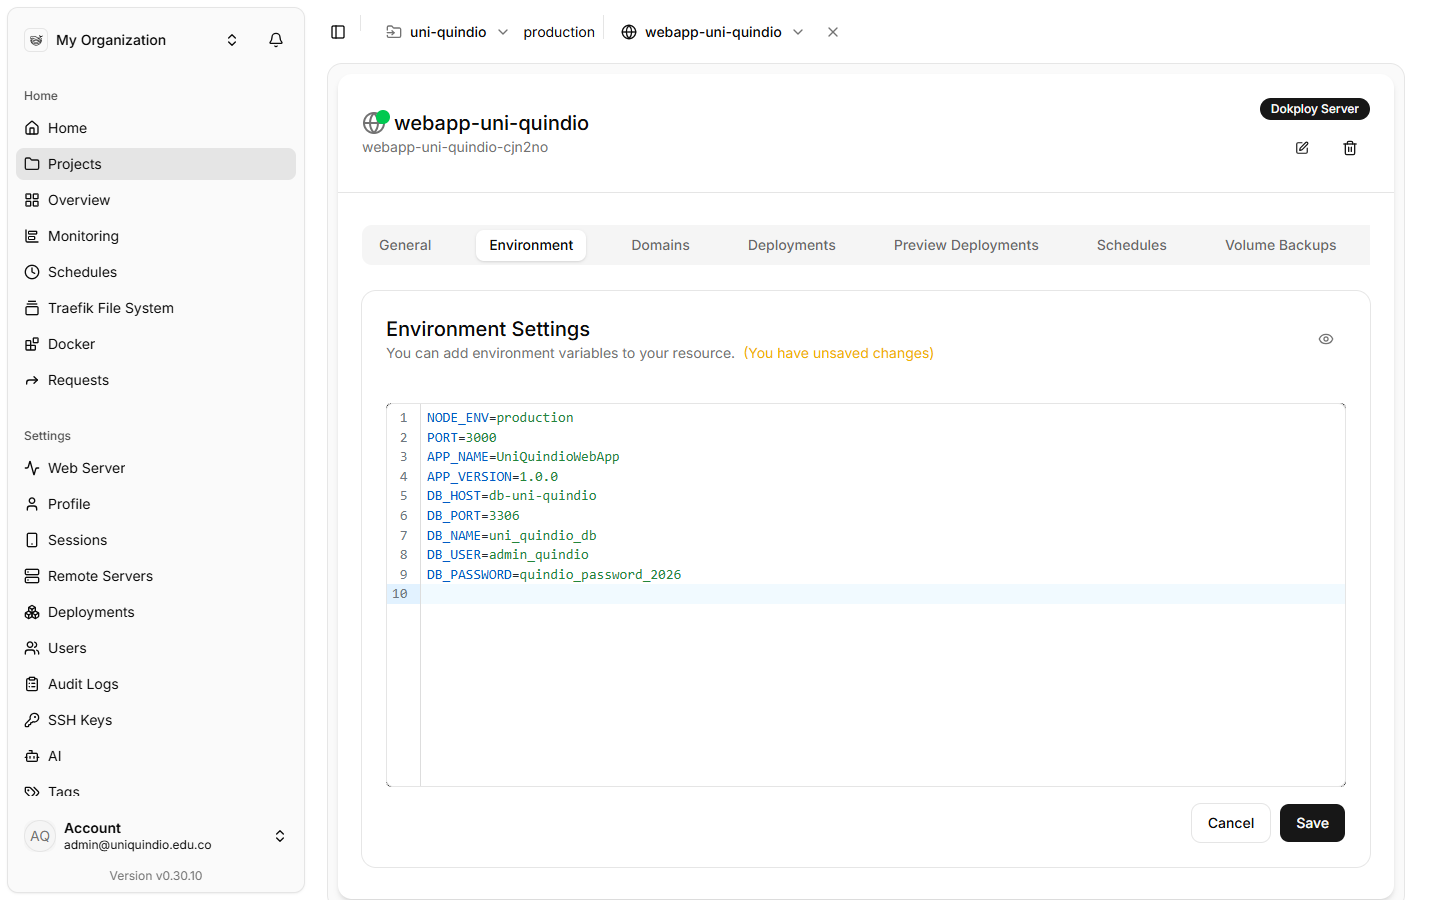 My Organization
Home
Home
Projects
Overview
Monitoring
Schedules
Traefik File System
Docker
Requests
Settings
Web Server
Profile
Sessions
Remote Servers
Deployments
Users
Audit Logs
SSH Keys
AI
Tags
AQ
Account
admin@uniquindio.edu.co
Version v0.30.10
uni-quindio
production
webapp-uni-quindio
Dokploy Server
webapp-uni-quindio
webapp-uni-quindio-cjn2no
General Environment Domains Deployments Preview Deployments Schedules Volume Backups
Environment Settings
You can add environment variables to your resource. (You have unsaved changes)
1 NODE_ENV=production
2 PORT=3000
3 APP_NAME=UniQuindioWebApp
4 APP_VERSION=1.0.0
5 DB_HOST=db-uni-quindio
6 DB_PORT=3306
7 DB_NAME=uni_quindio_db
8 DB_USER=admin_quindio
9 DB_PASSWORD=quindio_password_2026
10
Cancel Save